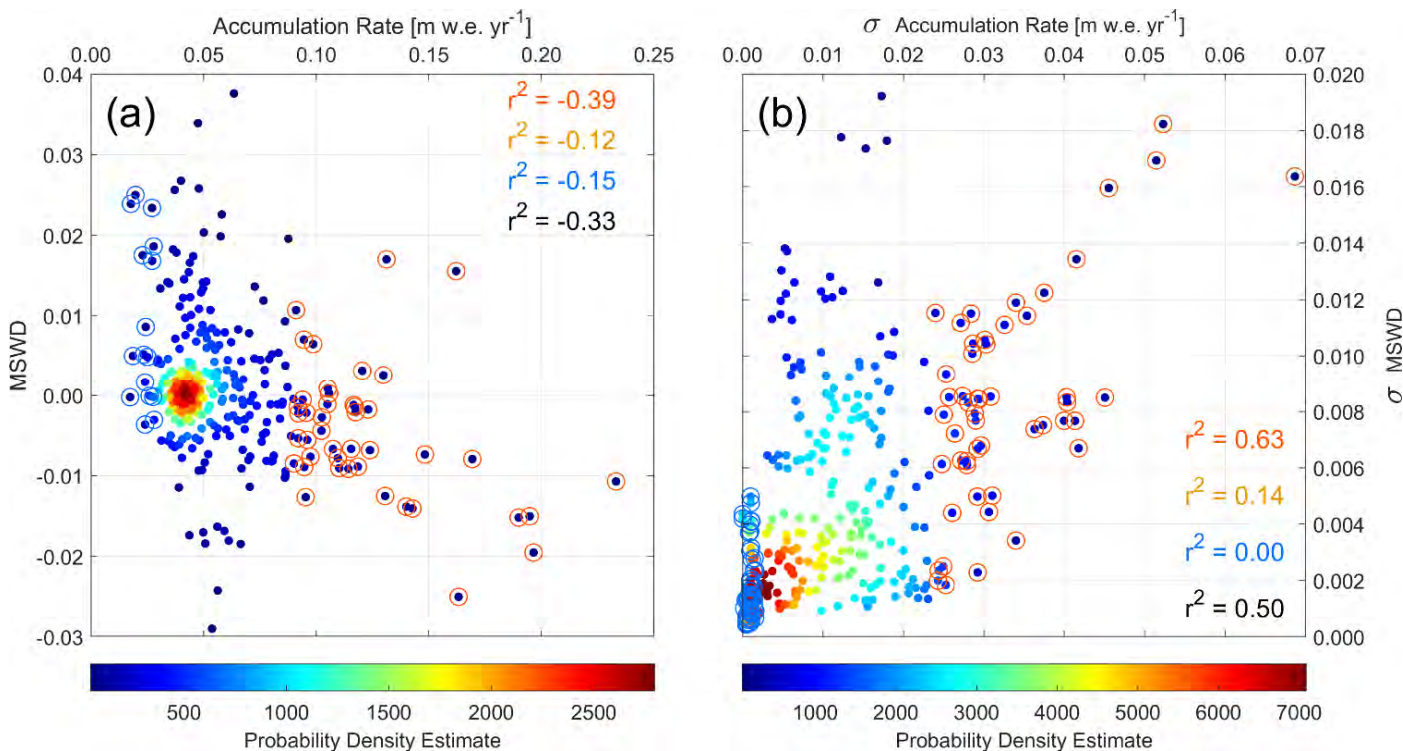 Accumulation Rate [m w.e. yr-1]
0.00 0.05 0.10 0.15 0.20 0.25
0.04
0.03
0.02
0.01
0.00
-0.01
-0.02
-0.03
MSWD
(a)
r2 = -0.39
r2 = -0.12
r2 = -0.15
r2 = -0.33
500 1000 1500 2000 2500
Probability Density Estimate
σ Accumulation Rate [m w.e. yr-1]
0.00 0.01 0.02 0.03 0.04 0.05 0.06 0.07
(b)
0.020
0.018
0.016
0.014
0.012
0.010
0.008
0.006
0.004
0.002
0.000
σ MSWD
r2 = 0.63
r2 = 0.14
r2 = 0.00
r2 = 0.50
1000 2000 3000 4000 5000 6000 7000
Probability Density Estimate